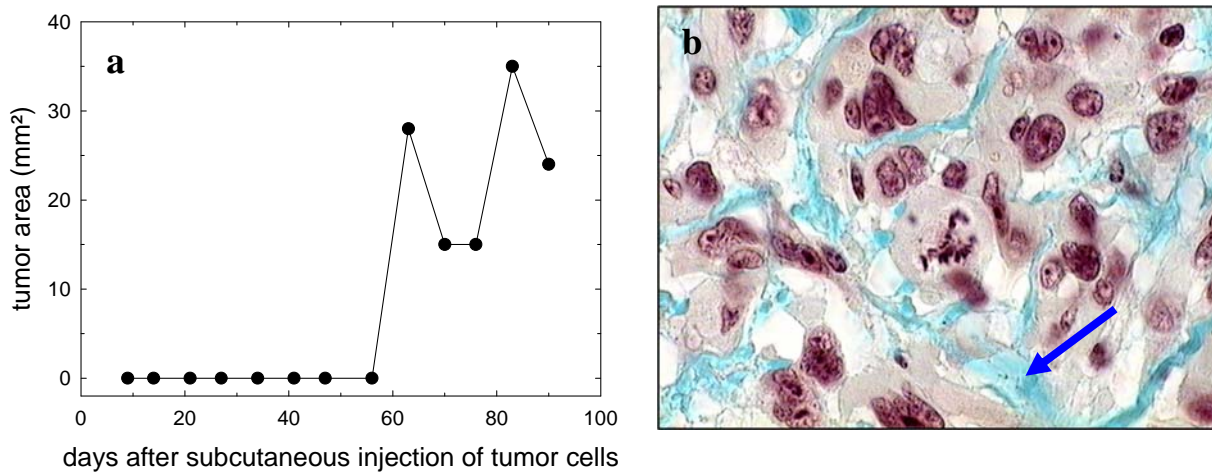 a
tumor area (mm²)
40
30
20
10
0
0 20 40 60 80 100
days after subcutaneous injection of tumor cells
b